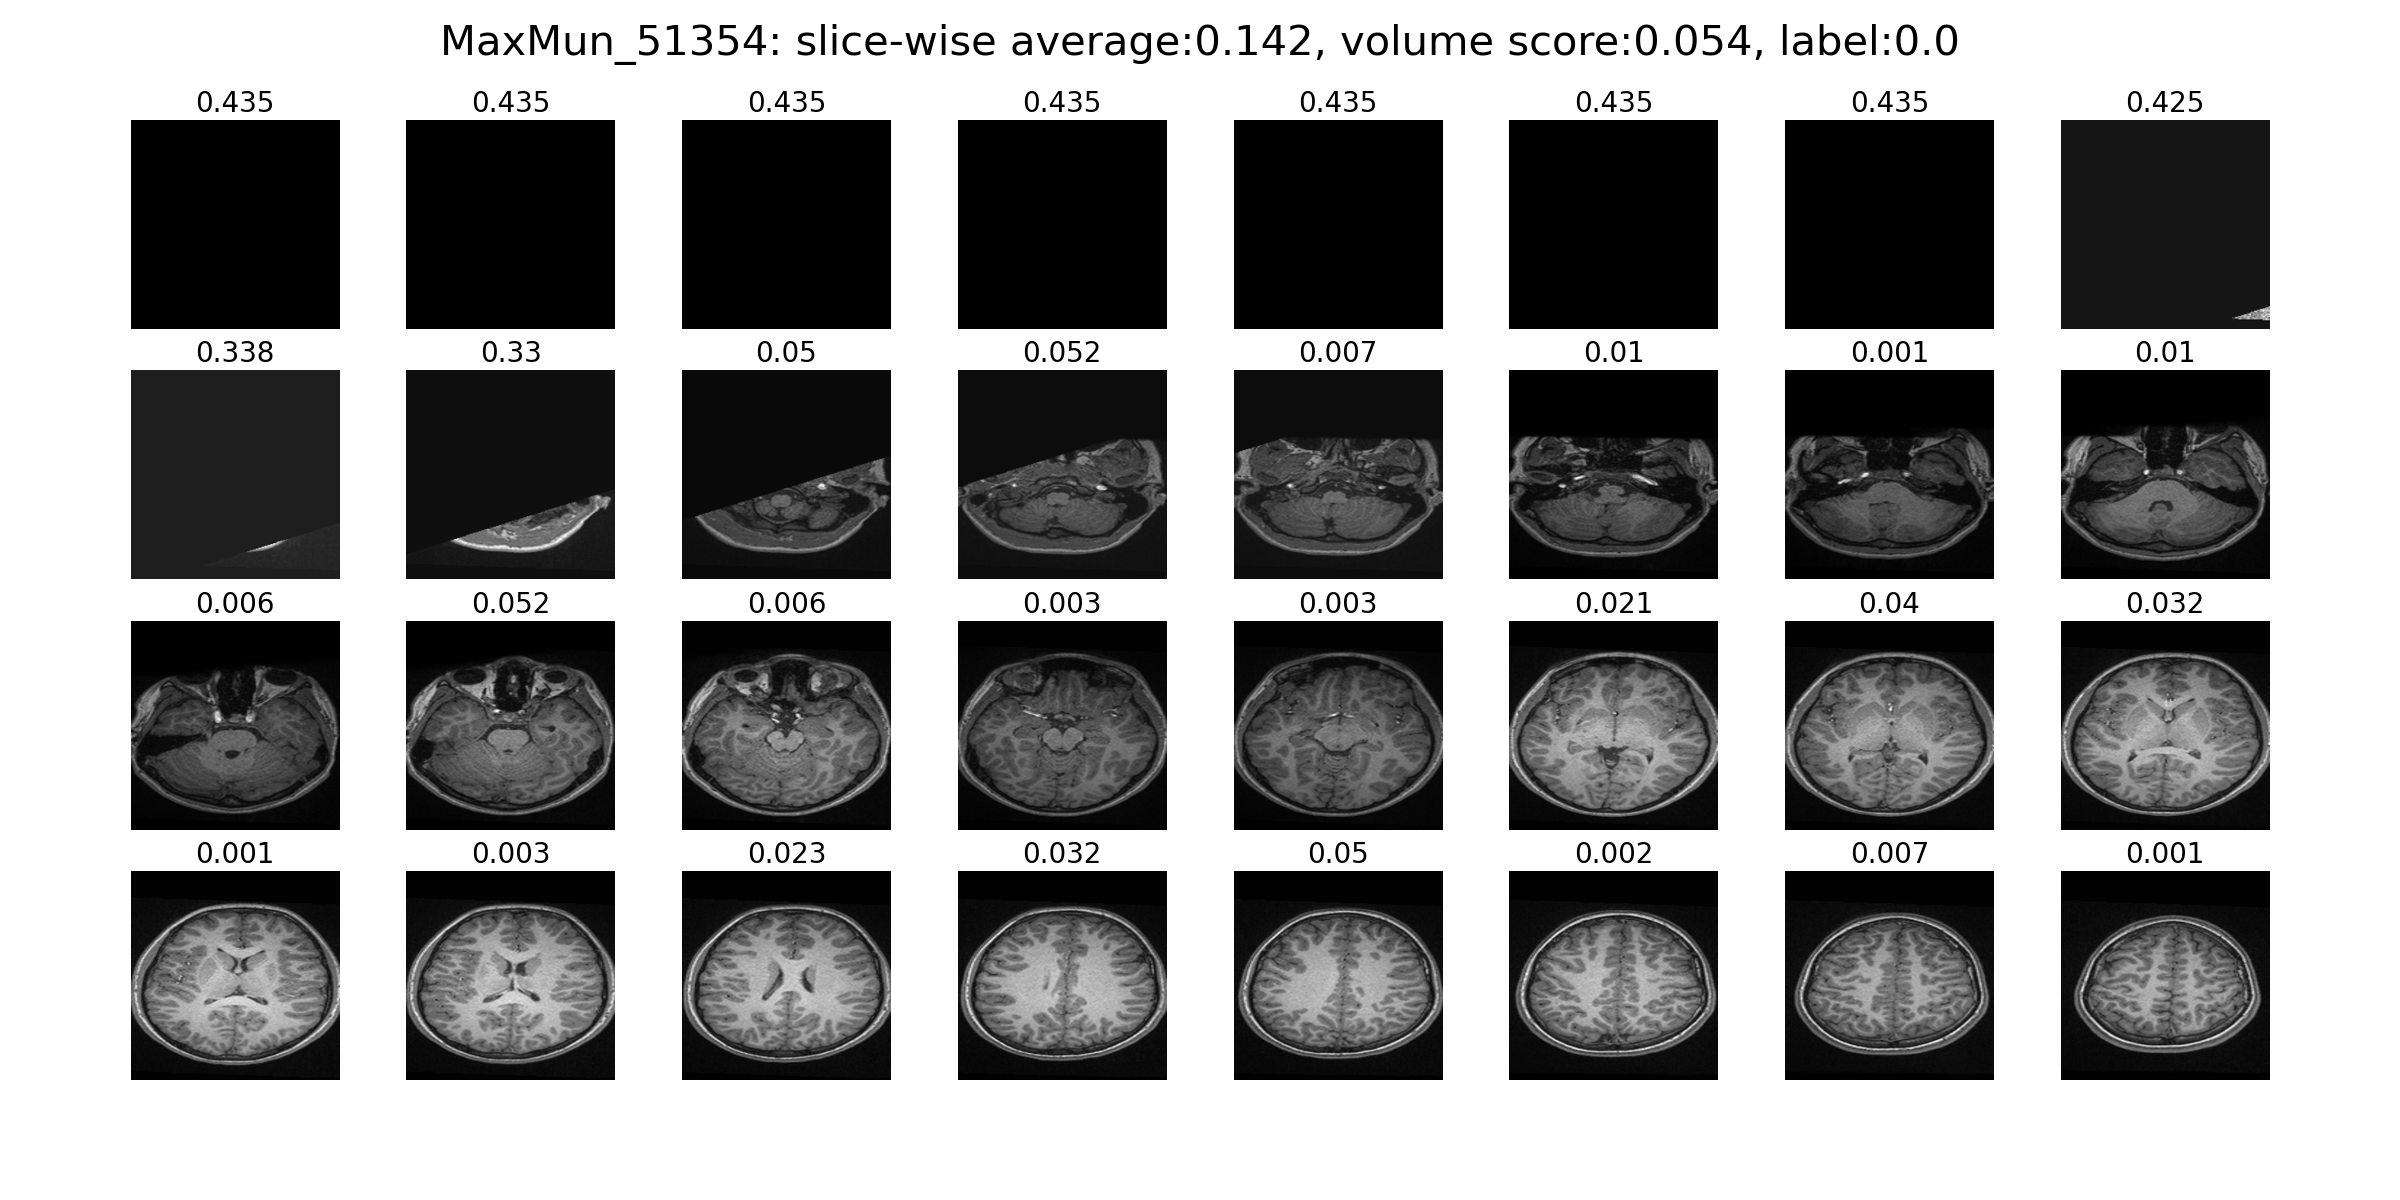 MaxMun_51354: slice-wise average:0.142, volume score:0.054, label:0.0
0.435 0.435 0.435 0.435 0.435 0.435 0.435 0.425
0.338 0.33 0.05 0.052 0.007 0.01 0.001 0.01
0.006 0.052 0.006 0.003 0.003 0.021 0.04 0.032
0.001 0.003 0.023 0.032 0.05 0.002 0.007 0.001